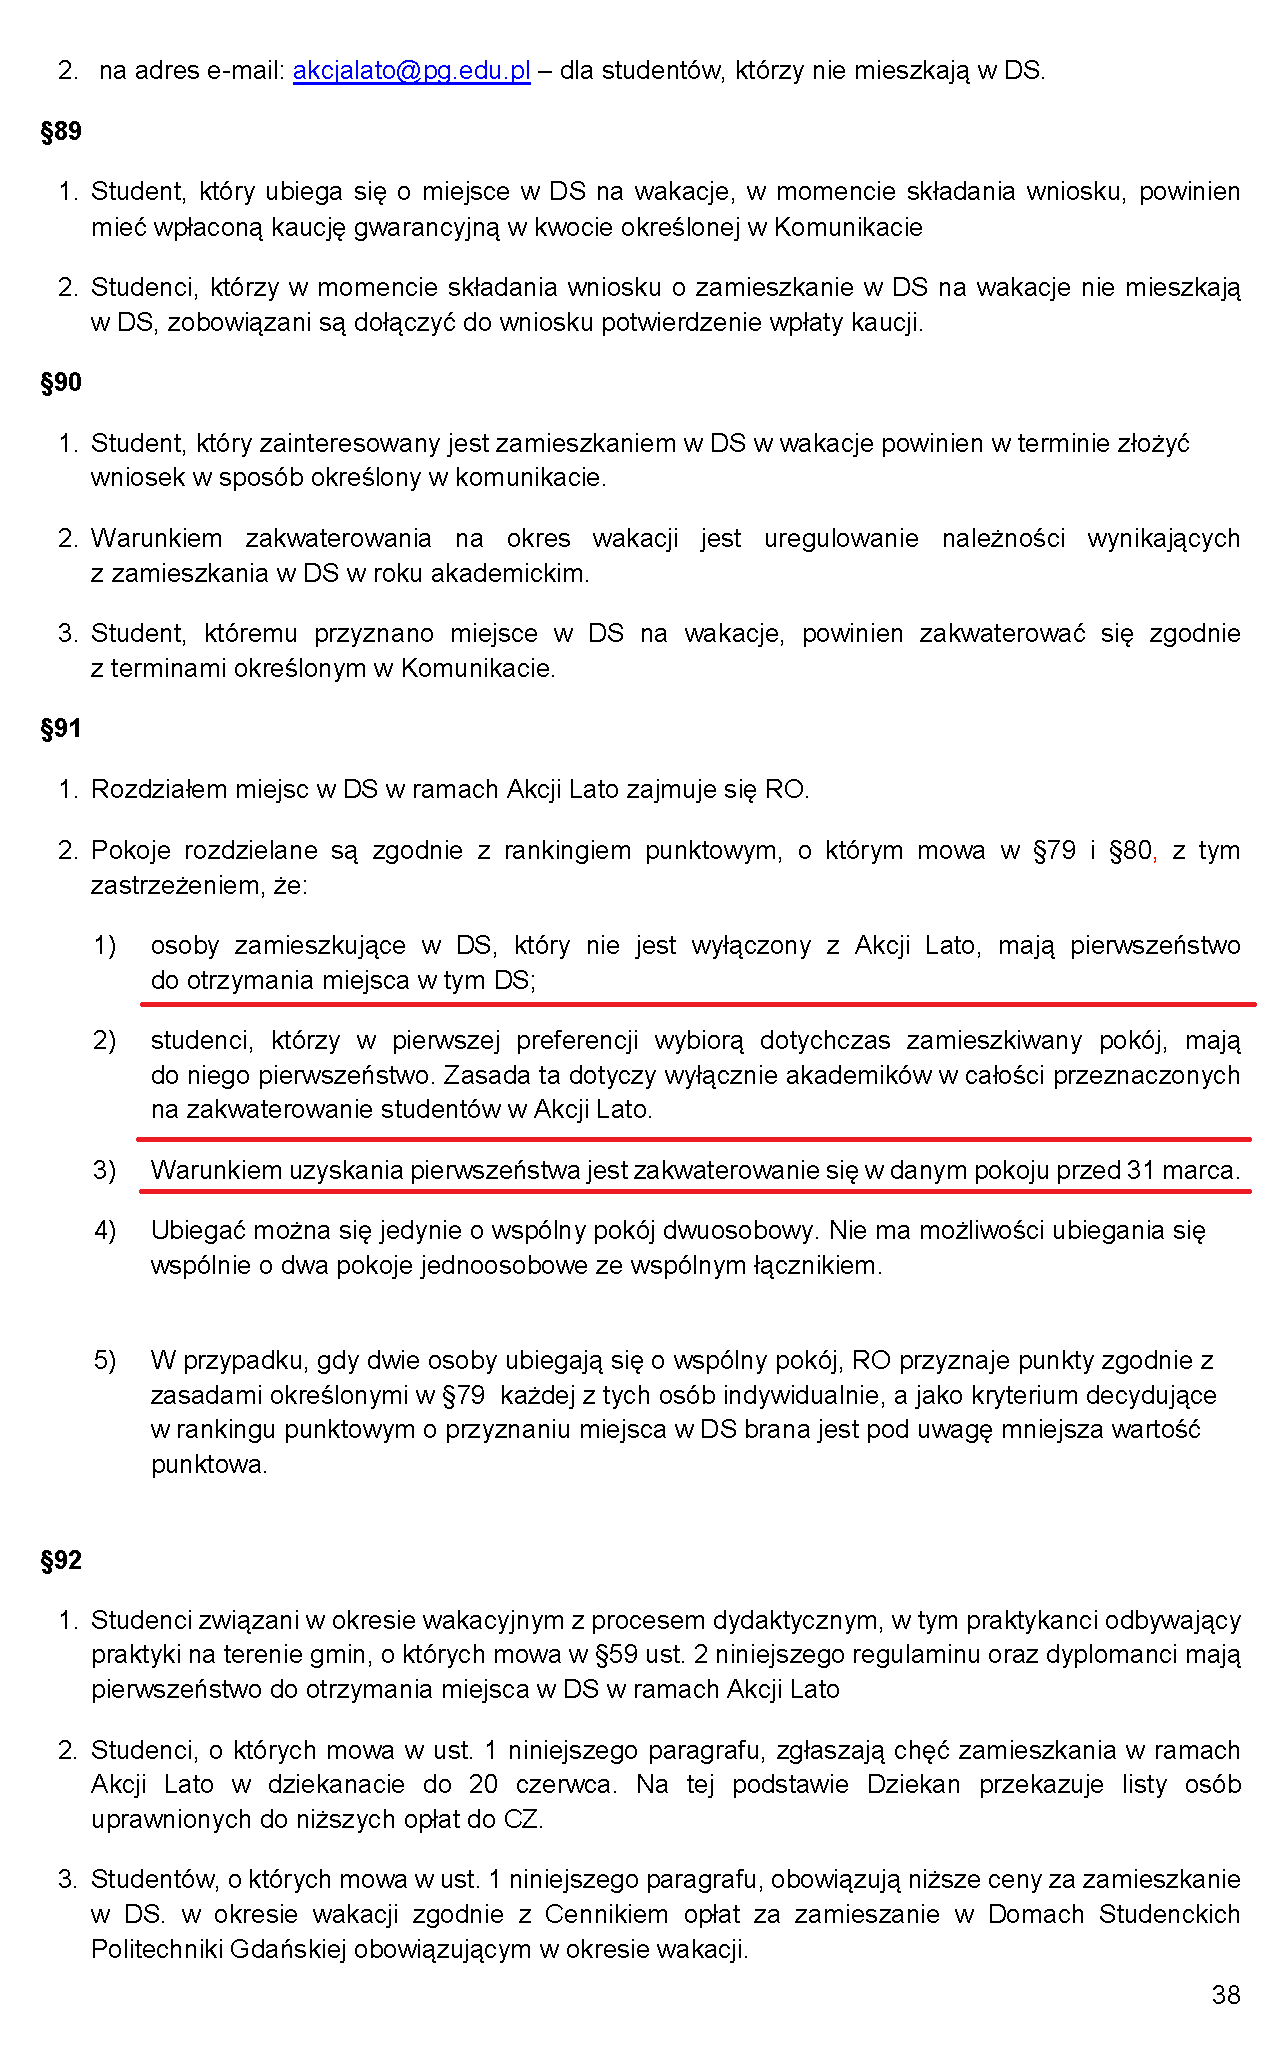 2. na adres e-mail: akcjalato@pg.edu.pl – dla studentów, którzy nie mieszkają w DS.
§89
1. Student, który ubiega się o miejsce w DS na wakacje, w momencie składania wniosku, powinien
mieć wpłaconą kaucję gwarancyjną w kwocie określonej w Komunikacie
2. Studenci, którzy w momencie składania wniosku o zamieszkanie w DS na wakacje nie mieszkają
w DS, zobowiązani są dołączyć do wniosku potwierdzenie wpłaty kaucji.
§90
1. Student, który zainteresowany jest zamieszkaniem w DS w wakacje powinien w terminie złożyć
wniosek w sposób określony w komunikacie.
2. Warunkiem zakwaterowania na okres wakacji jest uregulowanie należności wynikających
z zamieszkania w DS w roku akademickim.
3. Student, któremu przyznano miejsce w DS na wakacje, powinien zakwaterować się zgodnie
z terminami określonym w Komunikacie.
§91
1. Rozdziałem miejsc w DS w ramach Akcji Lato zajmuje się RO.
2. Pokoje rozdzielane są zgodnie z rankingiem punktowym, o którym mowa w §79 i §80, z tym
zastrzeżeniem, że:
1) osoby zamieszkujące w DS, który nie jest wyłączony z Akcji Lato, mają pierwszeństwo
do otrzymania miejsca w tym DS;
2) studenci, którzy w pierwszej preferencji wybiorą dotychczas zamieszkiwany pokój, mają
do niego pierwszeństwo. Zasada ta dotyczy wyłącznie akademików w całości przeznaczonych
na zakwaterowanie studentów w Akcji Lato.
3) Warunkiem uzyskania pierwszeństwa jest zakwaterowanie się w danym pokoju przed 31 marca.
4) Ubiegać można się jedynie o wspólny pokój dwuosobowy. Nie ma możliwości ubiegania się
wspólnie o dwa pokoje jednoosobowe ze wspólnym łącznikiem.
5) W przypadku, gdy dwie osoby ubiegają się o wspólny pokój, RO przyznaje punkty zgodnie z
zasadami określonymi w §79 każdej z tych osób indywidualnie, a jako kryterium decydujące
w rankingu punktowym o przyznaniu miejsca w DS brana jest pod uwagę mniejsza wartość
punktowa.
§92
1. Studenci związani w okresie wakacyjnym z procesem dydaktycznym, w tym praktykanci odbywający
praktyki na terenie gmin, o których mowa w §59 ust. 2 niniejszego regulaminu oraz dyplomanci mają
pierwszeństwo do otrzymania miejsca w DS w ramach Akcji Lato
2. Studenci, o których mowa w ust. 1 niniejszego paragrafu, zgłaszają chęć zamieszkania w ramach
Akcji Lato w dziekanacie do 20 czerwca. Na tej podstawie Dziekan przekazuje listy osób
uprawnionych do niższych opłat do CZ.
3. Studentów, o których mowa w ust. 1 niniejszego paragrafu, obowiązują niższe ceny za zamieszkanie
w DS. w okresie wakacji zgodnie z Cennikiem opłat za zamieszanie w Domach Studenckich
Politechniki Gdańskiej obowiązującym w okresie wakacji.
38